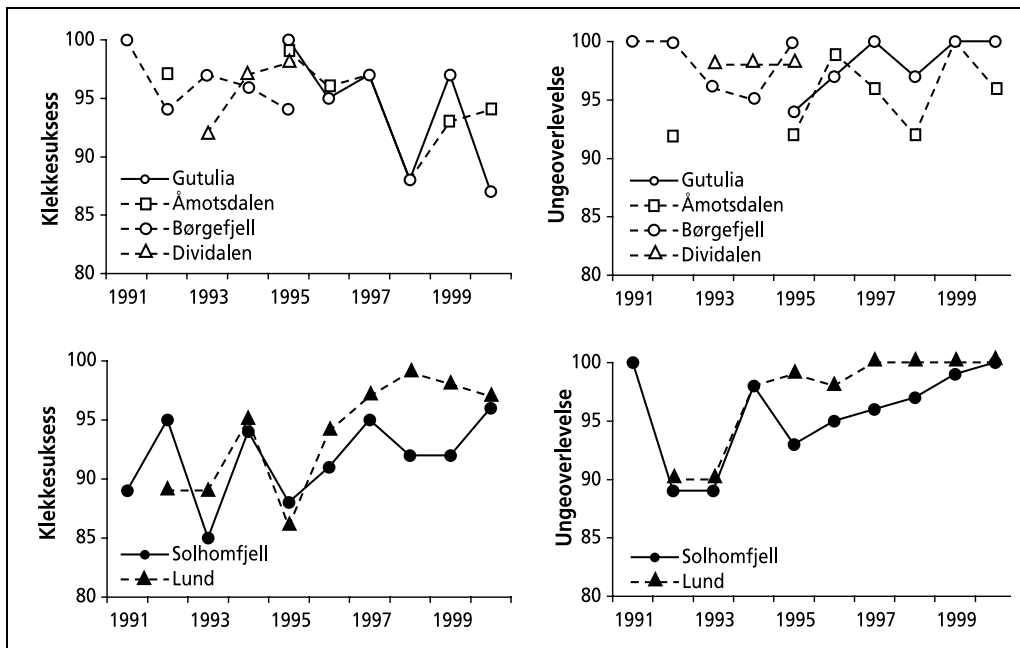 Klekkesuksess
100
95
90
85
80
Gutulia
Åmotsdalen
Børgefjell
Dividalen
1991 1993 1995 1997 1999
Ungeoverlevelse
100
95
90
85
80
Gutulia
Åmotsdalen
Børgefjell
Dividalen
1991 1993 1995 1997 1999
Klekkesuksess
100
95
90
85
80
Solhomfjell
Lund
1991 1993 1995 1997 1999
Ungeoverlevelse
100
95
90
85
80
Solhomfjell
Lund
1991 1993 1995 1997 1999